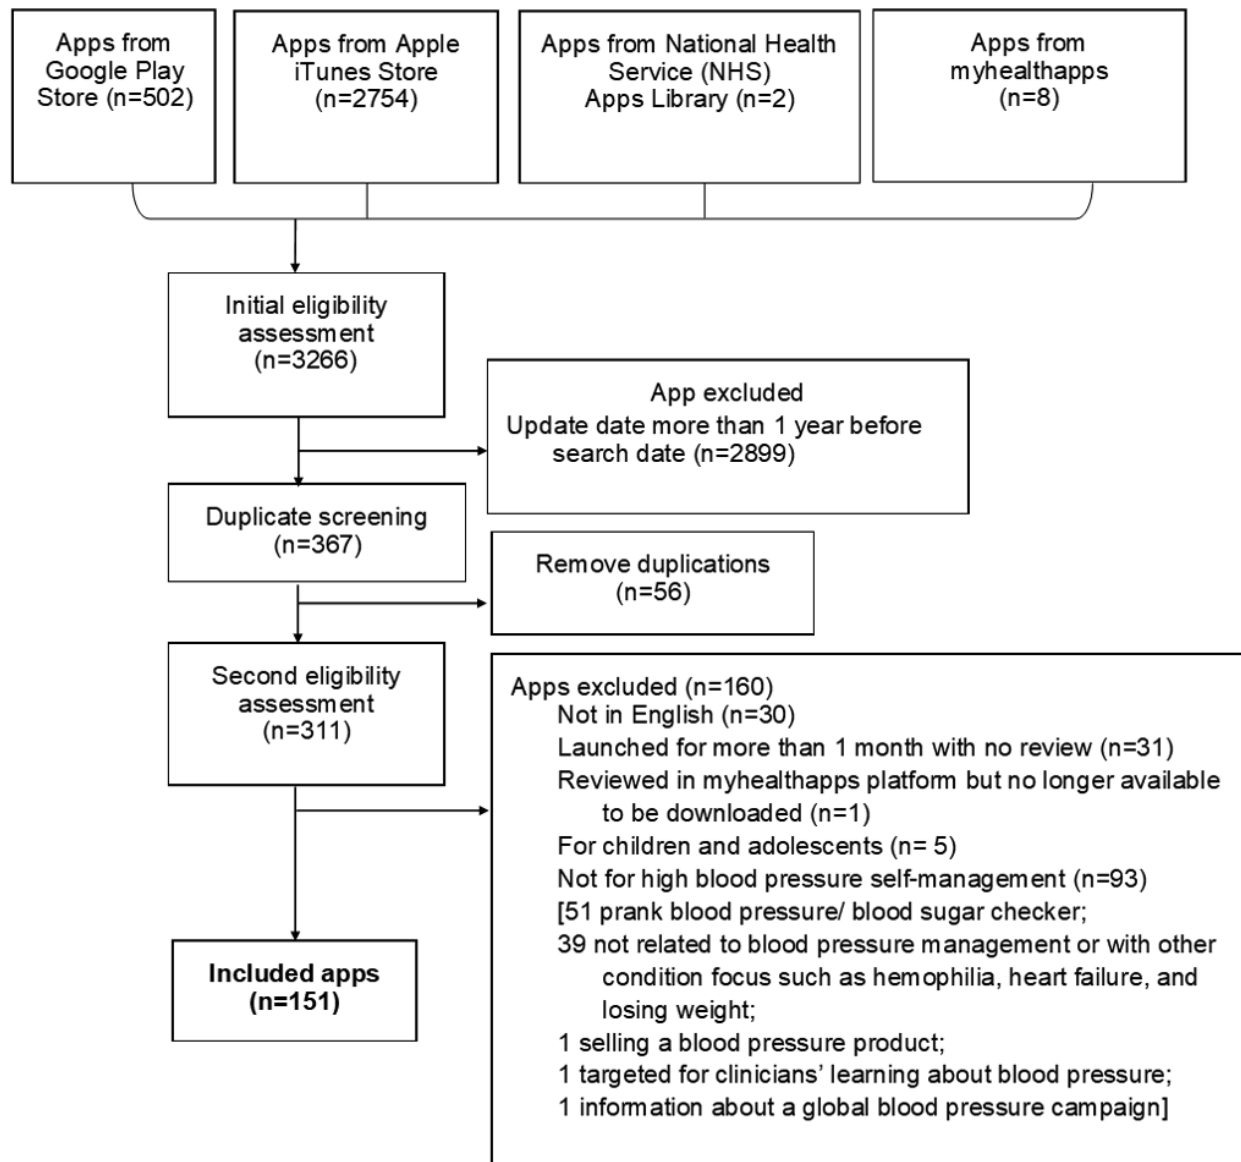 Apps from
Google Play
Store (n=502)
Apps from Apple
iTunes Store
(n=2754)
Apps from National Health
Service (NHS)
Apps Library (n=2)
Apps from
myhealthapps
(n=8)
Initial eligibility
assessment
(n=3266)
App excluded
Update date more than 1 year before
search date (n=2899)
Duplicate screening
(n=367)
Remove duplications
(n=56)
Second eligibility
assessment
(n=311)
Apps excluded (n=160)
Not in English (n=30)
Launched for more than 1 month with no review (n=31)
Reviewed in myhealthapps platform but no longer available
to be downloaded (n=1)
For children and adolescents (n= 5)
Not for high blood pressure self-management (n=93)
[51 prank blood pressure/ blood sugar checker;
39 not related to blood pressure management or with other
condition focus such as hemophilia, heart failure, and
losing weight;
1 selling a blood pressure product;
1 targeted for clinicians’ learning about blood pressure;
1 information about a global blood pressure campaign]
Included apps
(n=151)